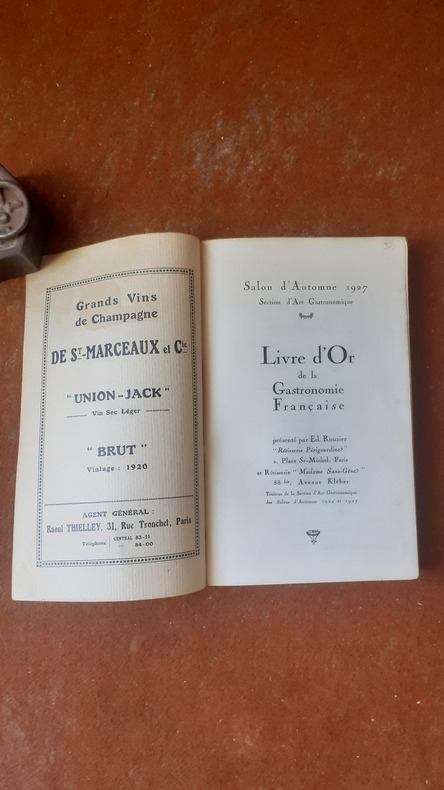 Grands Vins
de Champagne
DE St-MARCEAUX et Cie
"UNION-JACK"
Vin Sec Léger
"BRUT"
Vintage : 1920
AGENT GÉNÉRAL :
Raoul THIELLEY, 31, Rue Tronchet, Paris
Téléphone CENTRAL 83-11
— 84-00
Salon d'Automne 1927
Section d'Art Gastronomique
Livre d'Or
de la
Gastronomie
Française
présenté par Ed. Rouzier
"Rôtisserie Périgourdine"
2, Place St-Michel, Paris
et Rôtisserie "Madame Sans-Gêne"
88 bis, Avenue Kléber
Traiteur de la Section d'Art Gastronomique
des Salons d'Automne 1924 et 1927